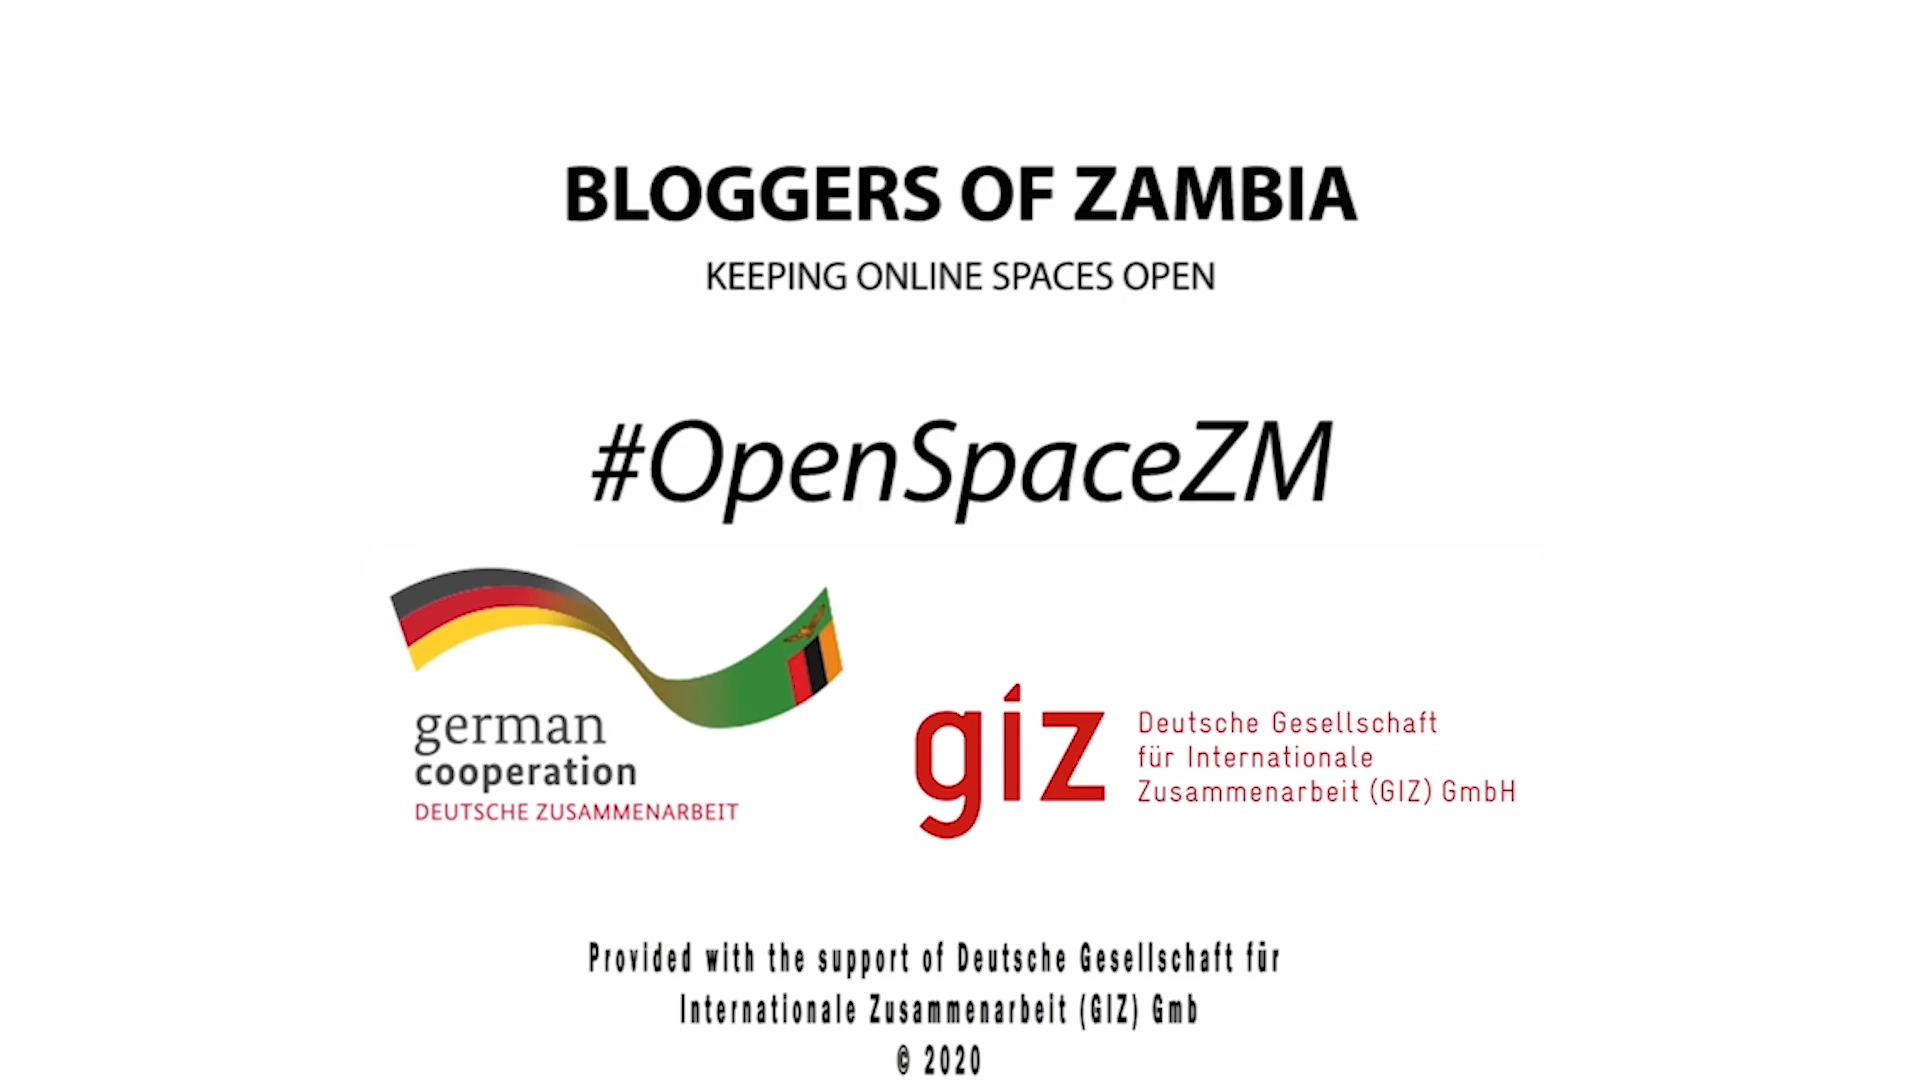 BLOGGERS OF ZAMBIA
KEEPING ONLINE SPACES OPEN
#OpenSpaceZM
german
cooperation
DEUTSCHE ZUSAMMENARBEIT
giz
Deutsche Gesellschaft
für Internationale
Zusammenarbeit (GIZ) GmbH
Provided with the support of Deutsche Gesellschaft für
Internationale Zusammenarbeit (GIZ) Gmb
© 2020